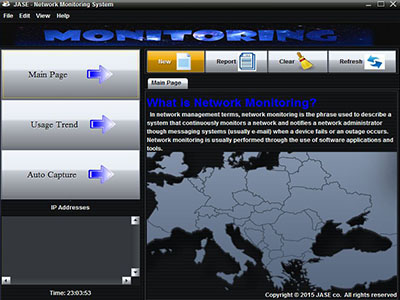 JASE - Network Monitoring System
File Edit View Help
MONITORING
Main Page
Usage Trend
Auto Capture
IP Addresses
Time: 23:03:53
New Report Clear Refresh
Main Page
What is Network Monitoring?
In network management terms, network monitoring is the phrase used to describe a
system that continuously monitors a network and notifies a network administrator
though messaging systems (usually e-mail) when a device fails or an outage occurs.
Network monitoring is usually performed through the use of software applications and
tools.
Copyright © 2015 JASE co. All rights reserved